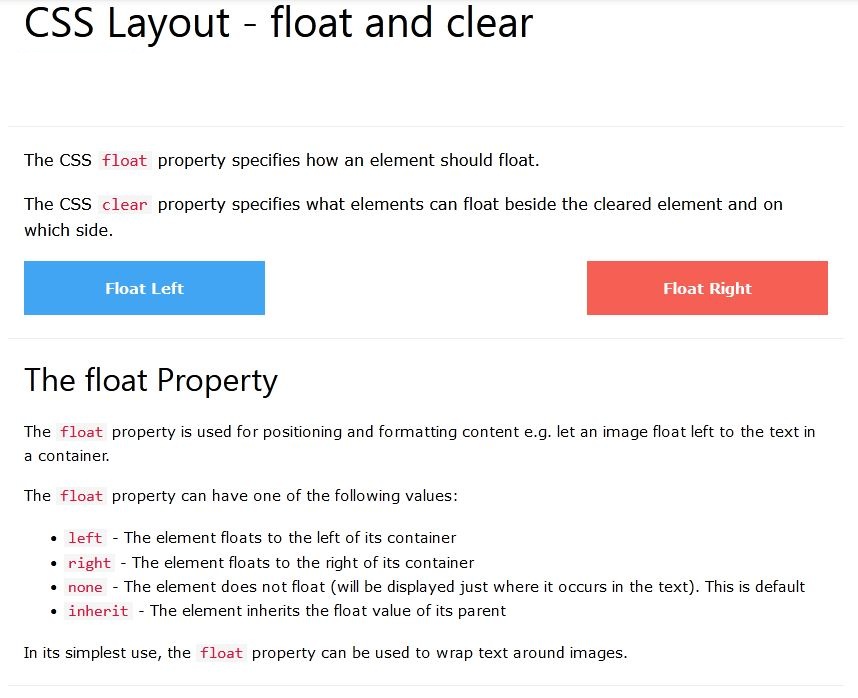 CSS Layout - float and clear
The CSS float property specifies how an element should float.
The CSS clear property specifies what elements can float beside the cleared element and on
which side.
Float Left
Float Right
The float Property
The float property is used for positioning and formatting content e.g. let an image float left to the text in
a container.
The float property can have one of the following values:
• left - The element floats to the left of its container
• right - The element floats to the right of its container
• none - The element does not float (will be displayed just where it occurs in the text). This is default
• inherit - The element inherits the float value of its parent
In its simplest use, the float property can be used to wrap text around images.